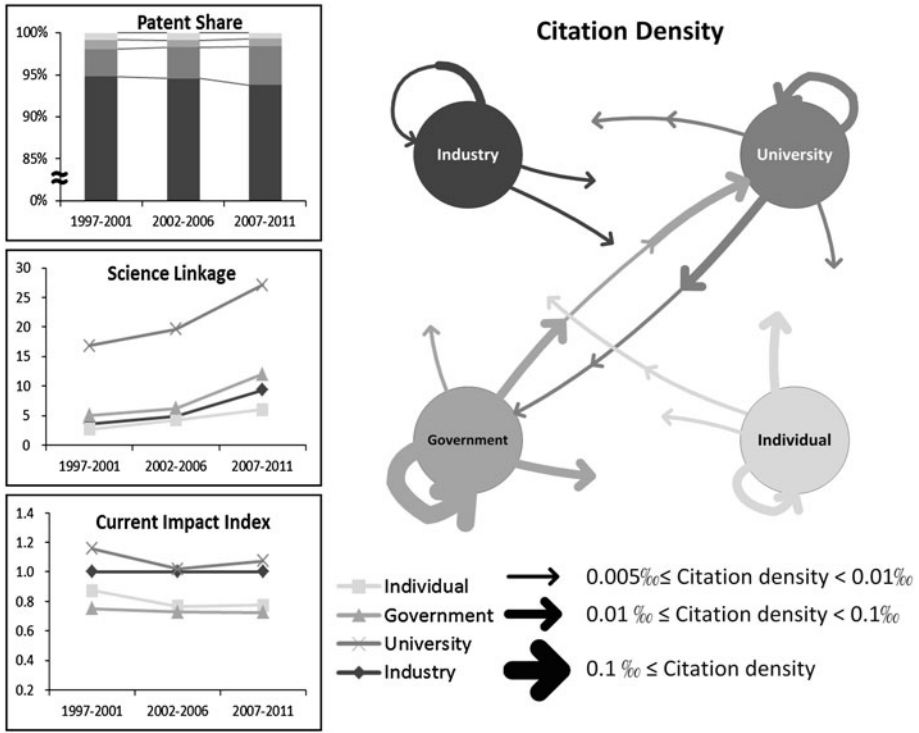 Patent Share
100%
95%
90%
85%
0%
1997-2001 2002-2006 2007-2011
Science Linkage
30
25
20
15
10
5
0
1997-2001 2002-2006 2007-2011
Current Impact Index
1.4
1.2
1.0
0.8
0.6
0.4
0.2
1997-2001 2002-2006 2007-2011
Citation Density
Industry
University
Government
Individual
Individual
Government
University
Industry
0.005‰≤ Citation density < 0.01‰
0.01 ‰ ≤ Citation density < 0.1‰
0.1 ‰ ≤ Citation density